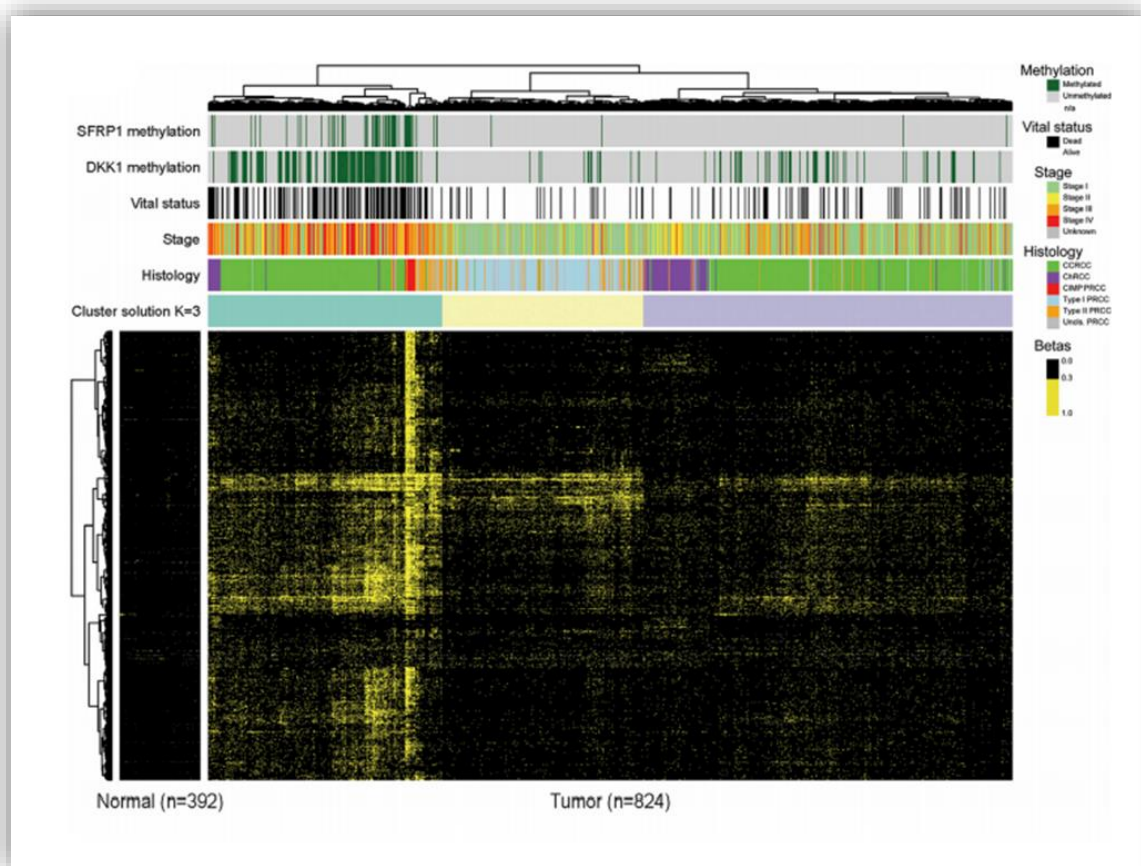 SFRP1 methylation
DKK1 methylation
Vital status
Stage
Histology
Cluster solution K=3
Normal (n=392)
Tumor (n=824)
Methylation
Methylated
Unmethylated
n/a
Vital status
Dead
Alive
Stage
Stage I
Stage II
Stage III
Stage IV
Unknown
Histology
CCRCC
ChRCC
CIMP PRCC
Type I PRCC
Type II PRCC
Uncls. PRCC
Betas
0.0
0.3
1.0